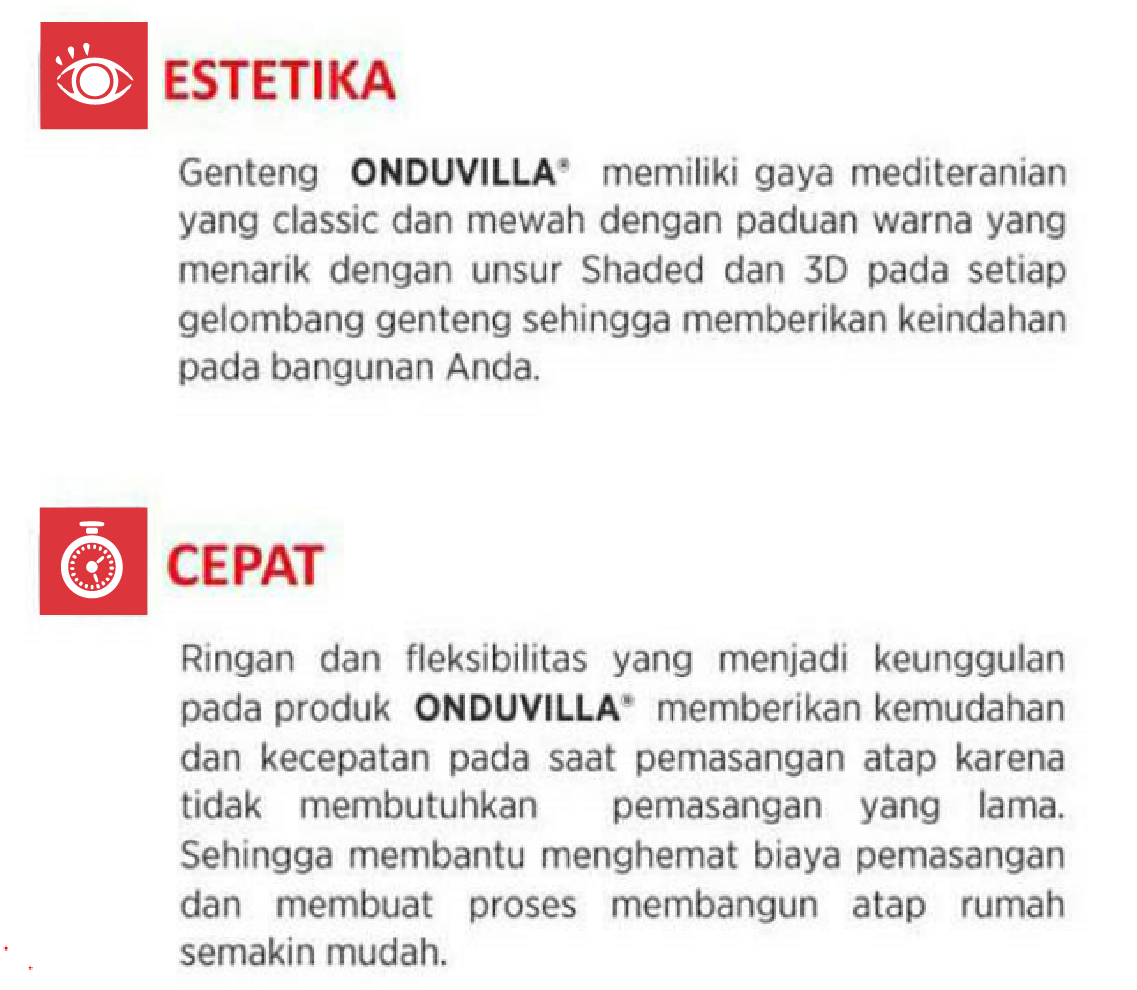 ESTETIKA
Genteng ONDUVILLA® memiliki gaya mediteranian
yang classic dan mewah dengan paduan warna yang
menarik dengan unsur Shaded dan 3D pada setiap
gelombang genteng sehingga memberikan keindahan
pada bangunan Anda.
CEPAT
Ringan dan fleksibilitas yang menjadi keunggulan
pada produk ONDUVILLA® memberikan kemudahan
dan kecepatan pada saat pemasangan atap karena
tidak membutuhkan pemasangan yang lama.
Sehingga membantu menghemat biaya pemasangan
dan membuat proses membangun atap rumah
semakin mudah.